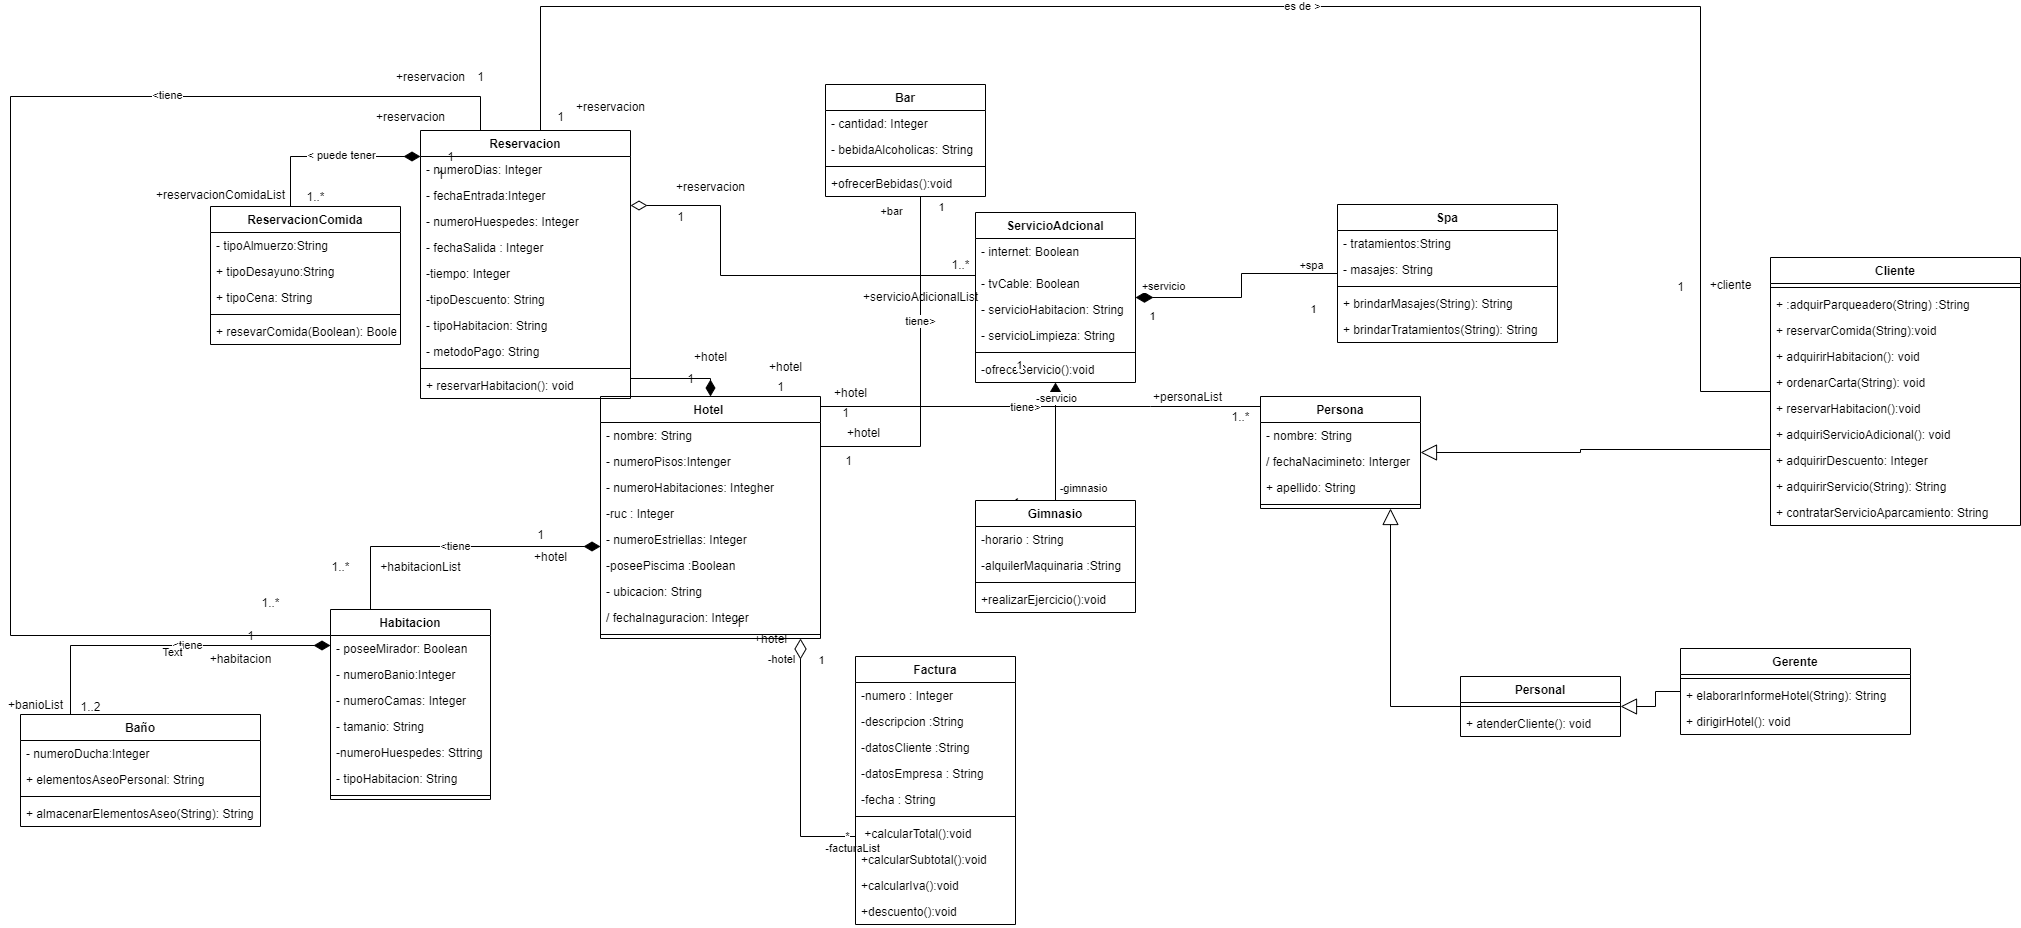 es de >
+reservacion 1
<tiene
+reservacion
1
+reservacion
< puede tener
1
1
+reservacionComidaList
1..*
ReservacionComida
- tipoAlmuerzo:String
+ tipoDesayuno:String
+ tipoCena: String
+ resevarComida(Boolean): Boole
Reservacion
- numeroDias: Integer
- fechaEntrada:Integer
- numeroHuespedes: Integer
- fechaSalida : Integer
-tiempo: Integer
-tipoDescuento: String
- tipoHabitacion: String
- metodoPago: String
+ reservarHabitacion(): void
+reservacion
1
1..*
+servicioAdicionalList
Bar
- cantidad: Integer
- bebidaAlcoholicas: String
+ofrecerBebidas():void
+bar
1
tiene>
ServicioAdcional
- internet: Boolean
- tvCable: Boolean
- servicioHabitacion: String
- servicioLimpieza: String
-ofrecerServicio():void
1
+servicio
1
+spa
1
Spa
- tratamientos:String
- masajes: String
+ brindarMasajes(String): String
+ brindarTratamientos(String): String
1
+cliente
Cliente
+ :adquirParqueadero(String) :String
+ reservarComida(String):void
+ adquirirHabitacion(): void
+ ordenarCarta(String): void
+ reservarHabitacion():void
+ adquiriServicioAdicional(): void
+ adquirirDescuento: Integer
+ adquirirServicio(String): String
+ contratarServicioAparcamiento: String
+hotel
1
+hotel
1
+hotel
1
tiene>
-servicio
+personaList
1..*
+hotel
1
Hotel
- nombre: String
- numeroPisos:Intenger
- numeroHabitaciones: Integher
-ruc : Integer
- numeroEstriellas: Integer
-poseePiscima :Boolean
- ubicacion: String
/ fechaInaguracion: Integer
1
+hotel
-hotel
1
Persona
- nombre: String
/ fechaNacimineto: Interger
+ apellido: String
-gimnasio
Gimnasio
-horario : String
-alquilerMaquinaria :String
+realizarEjercicio():void
1
<tiene
+hotel
1..*
+habitacionList
1..*
1
<tiene
Text
+habitacion
Habitacion
- poseeMirador: Boolean
- numeroBanio:Integer
- numeroCamas: Integer
- tamanio: String
-numeroHuespedes: Sttring
- tipoHabitacion: String
+banioList
1..2
Baño
- numeroDucha:Integer
+ elementosAseoPersonal: String
+ almacenarElementosAseo(String): String
Factura
-numero : Integer
-descripcion :String
-datosCliente :String
-datosEmpresa : String
-fecha : String
+calcularTotal():void
+calcularSubtotal():void
+calcularIva():void
+descuento():void
*
-facturaList
Personal
+ atenderCliente(): void
Gerente
+ elaborarInformeHotel(String): String
+ dirigirHotel(): void